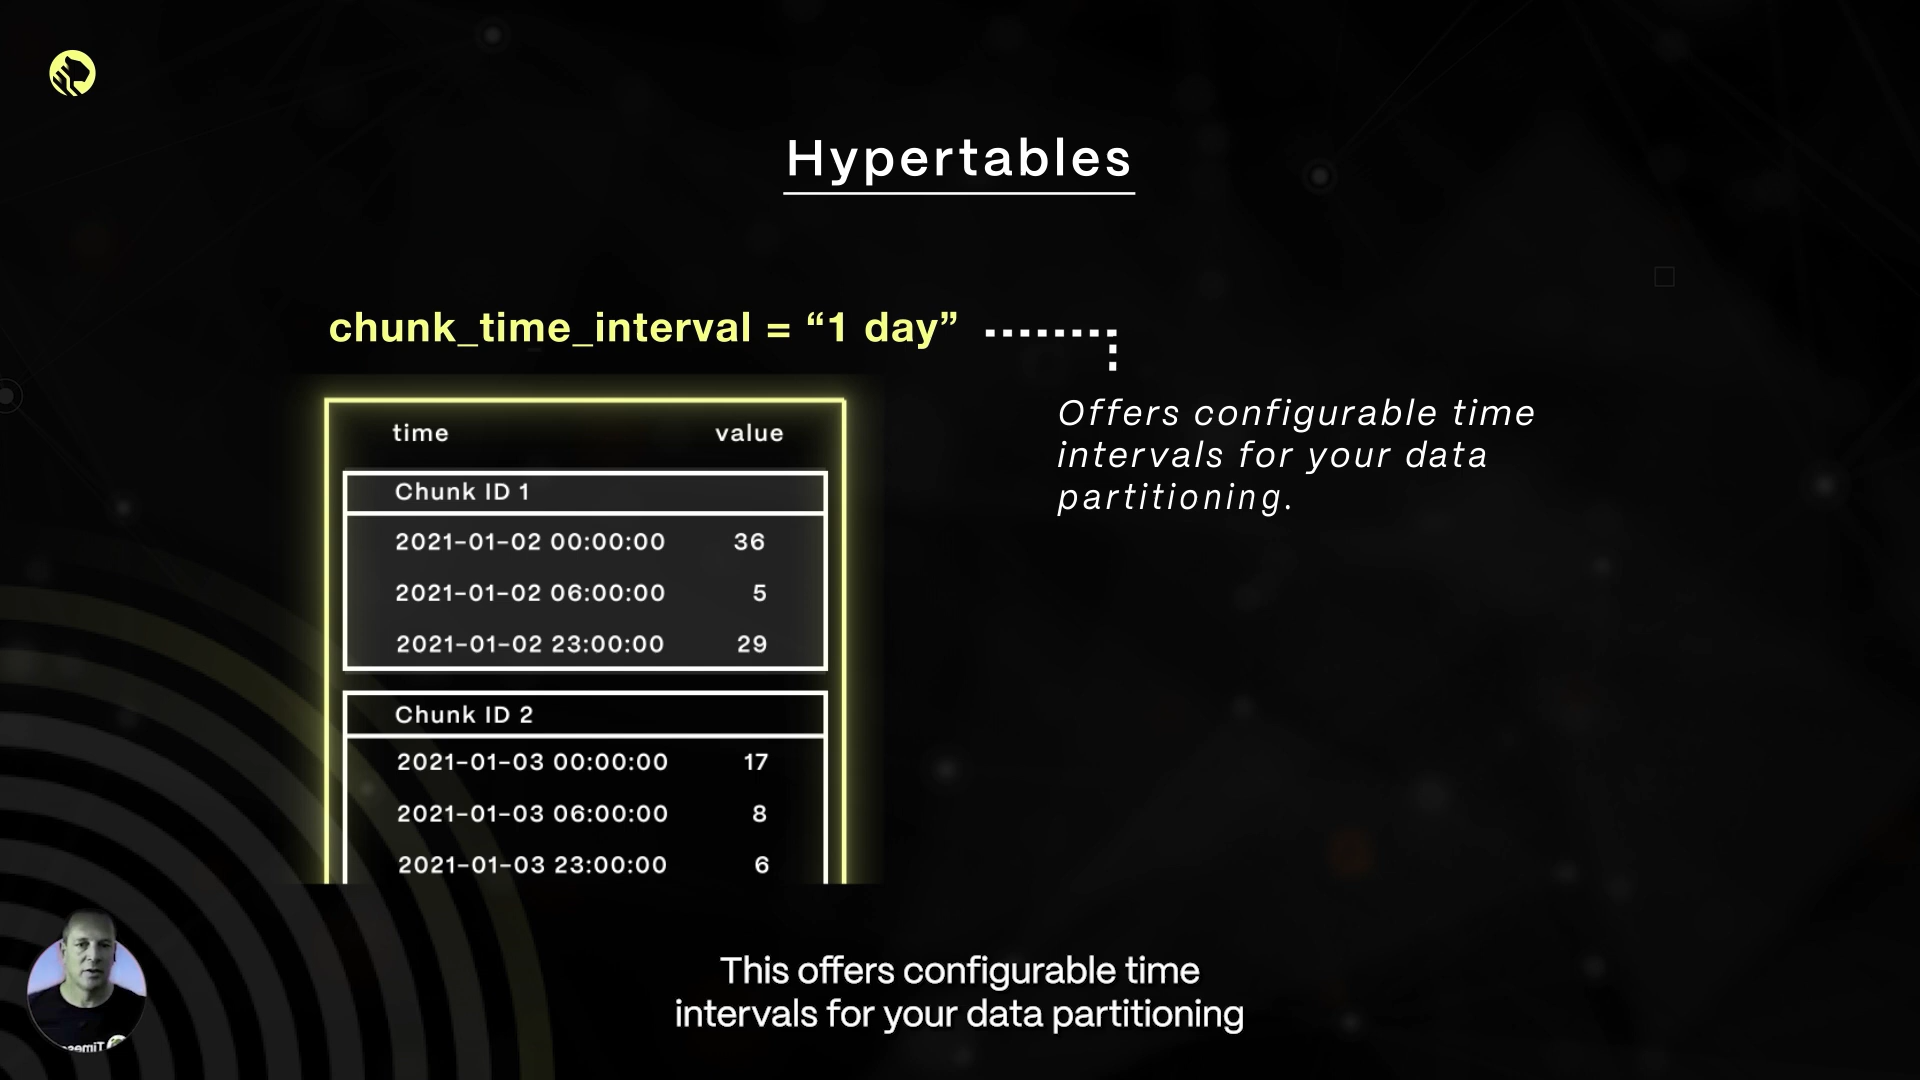 Hypertables
chunk_time_interval = “1 day”
Offers configurable time
intervals for your data
partitioning.
time value
Chunk ID 1
2021-01-02 00:00:00 36
2021-01-02 06:00:00 5
2021-01-02 23:00:00 29
Chunk ID 2
2021-01-03 00:00:00 17
2021-01-03 06:00:00 8
2021-01-03 23:00:00 6
This offers configurable time
intervals for your data partitioning